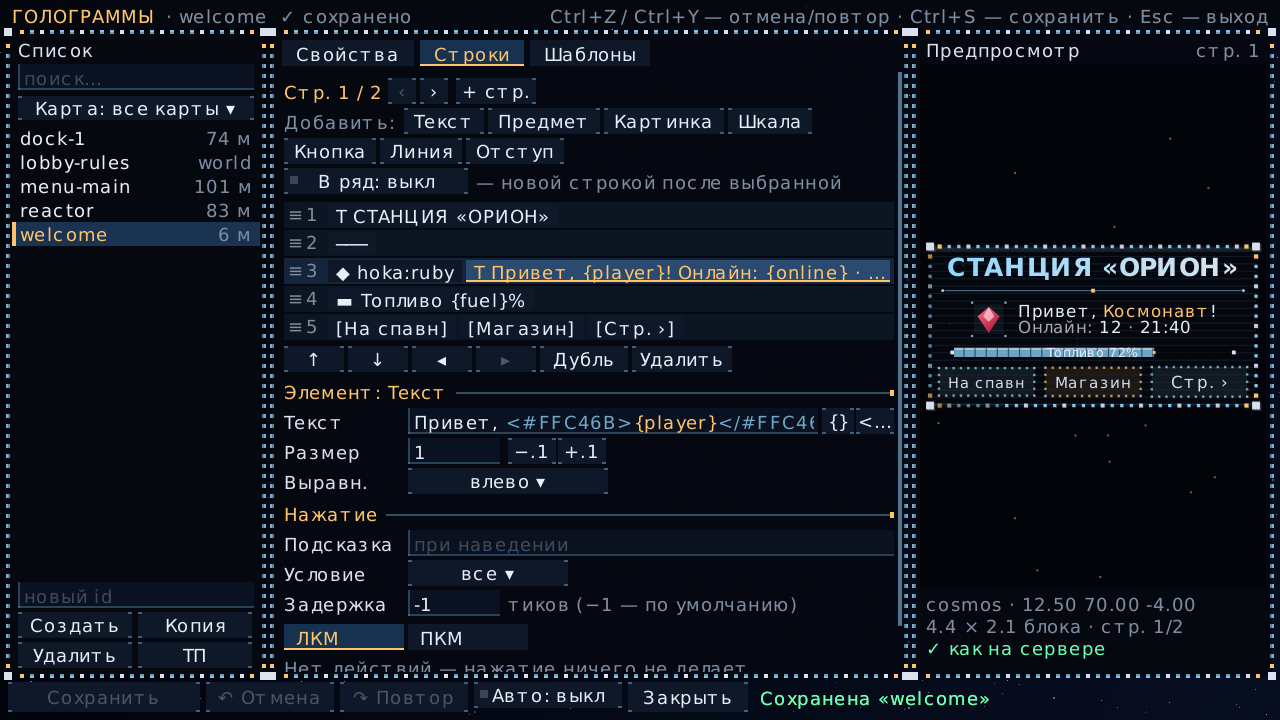 ГОЛОГРАММЫ · welcome ✓ сохранено Ctrl+Z / Ctrl+Y — отмена/повтор · Ctrl+S — сохранить · Esc — выход
Список
поиск...
Карта: все карты ▾
dock-1 74 м
lobby-rules world
menu-main 101 м
reactor 83 м
welcome 6 м
новый id
Создать Копия
Удалить ТП
Свойства Строки Шаблоны
Стр. 1 / 2 ‹ › + стр.
Добавить: Текст Предмет Картинка Шкала
Кнопка Линия Отступ
В ряд: выкл — новой строкой после выбранной
≡1 T СТАНЦИЯ «ОРИОН»
≡2 ——
≡3 ◆ hoka:ruby T Привет, {player}! Онлайн: {online} · ...
≡4 ▬ Топливо {fuel}%
≡5 [На спавн] [Магазин] [Стр. ›]
↑ ↓ ◂ ▸ Дубль Удалить
Элемент: Текст
Текст Привет, <#FFC46B>{player}</#FFC46 {} <...
Размер 1 −.1 +.1
Выравн. влево ▾
Нажатие
Подсказка при наведении
Условие все ▾
Задержка -1 тиков (−1 — по умолчанию)
ЛКМ ПКМ
Нет действий — нажатие ничего не делает
Предпросмотр стр. 1
СТАНЦИЯ «ОРИОН»
Привет, Космонавт!
Онлайн: 12 · 21:40
Топливо 72%
На спавн Магазин Стр. ›
cosmos · 12.50 70.00 -4.00
4.4 × 2.1 блока · стр. 1/2
✓ как на сервере
Сохранить ↶ Отмена ↷ Повтор Авто: выкл Закрыть Сохранена «welcome»